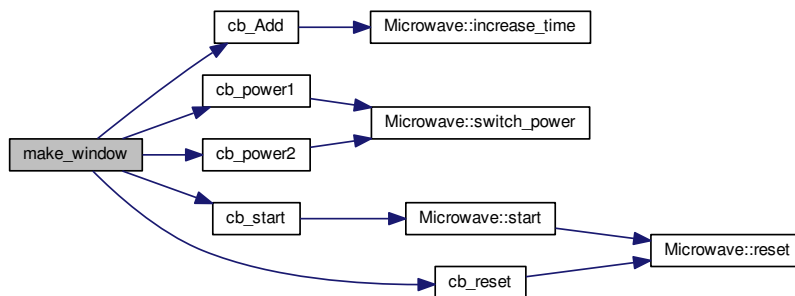 cb_Add
Microwave::increase_time
cb_power1
Microwave::switch_power
make_window
cb_power2
cb_start
Microwave::start
Microwave::reset
cb_reset